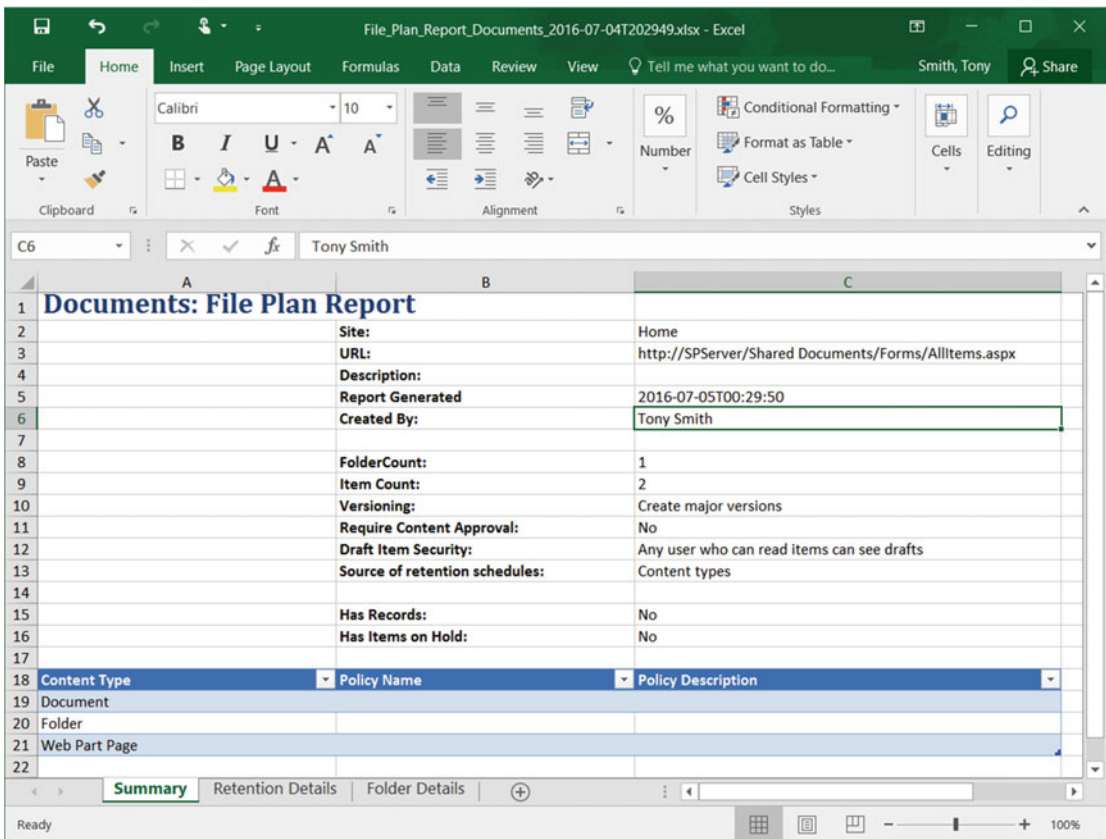 File_Plan_Report_Documents_2016-07-04T202949.xlsx - Excel
File Home Insert Page Layout Formulas Data Review View Tell me what you want to do... Smith, Tony Share
Paste
Clipboard
Calibri 10
B I U A A
A
Font
Alignment
%
Number
Conditional Formatting
Format as Table
Cell Styles
Styles
Cells
Editing
C6 fx Tony Smith
A B C
1 Documents: File Plan Report
2 Site: Home
3 URL: http://SPServer/Shared Documents/Forms/AllItems.aspx
4 Description:
5 Report Generated 2016-07-05T00:29:50
6 Created By: Tony Smith
7
8 FolderCount: 1
9 Item Count: 2
10 Versioning: Create major versions
11 Require Content Approval: No
12 Draft Item Security: Any user who can read items can see drafts
13 Source of retention schedules: Content types
14
15 Has Records: No
16 Has Items on Hold: No
17
18 Content Type Policy Name Policy Description
19 Document
20 Folder
21 Web Part Page
22
Summary Retention Details Folder Details
Ready 100%